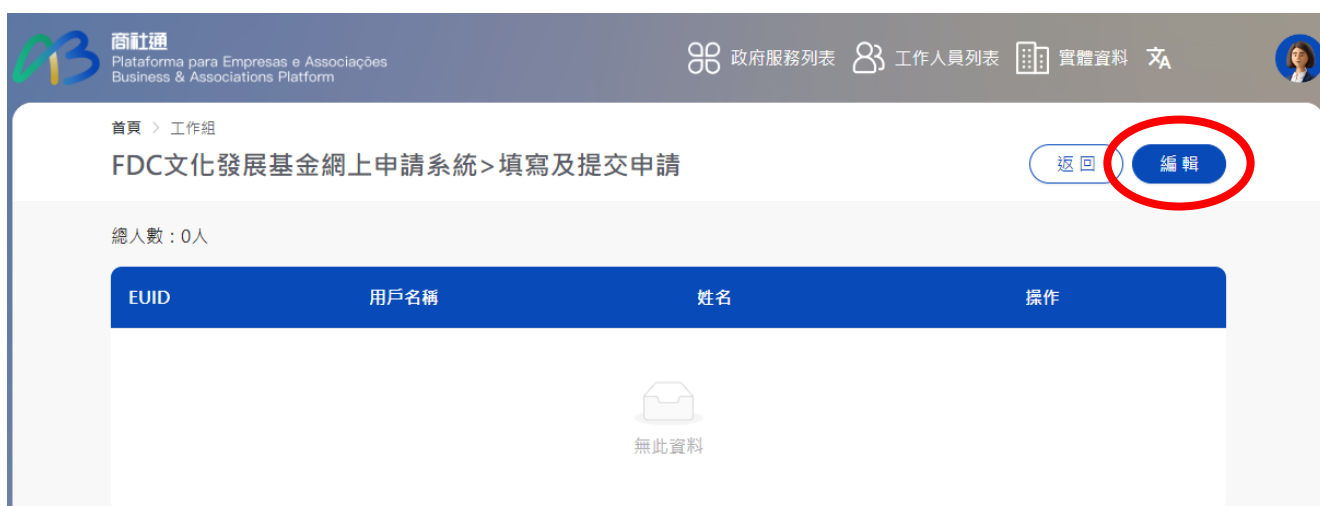 商社通
Plataforma para Empresas e Associações
Business & Associations Platform
政府服務列表 工作人員列表 實體資料 文A
首頁 > 工作組
FDC文化發展基金網上申請系統>填寫及提交申請
返回 編輯
總人數：0人
EUID 用戶名稱 姓名 操作
無此資料